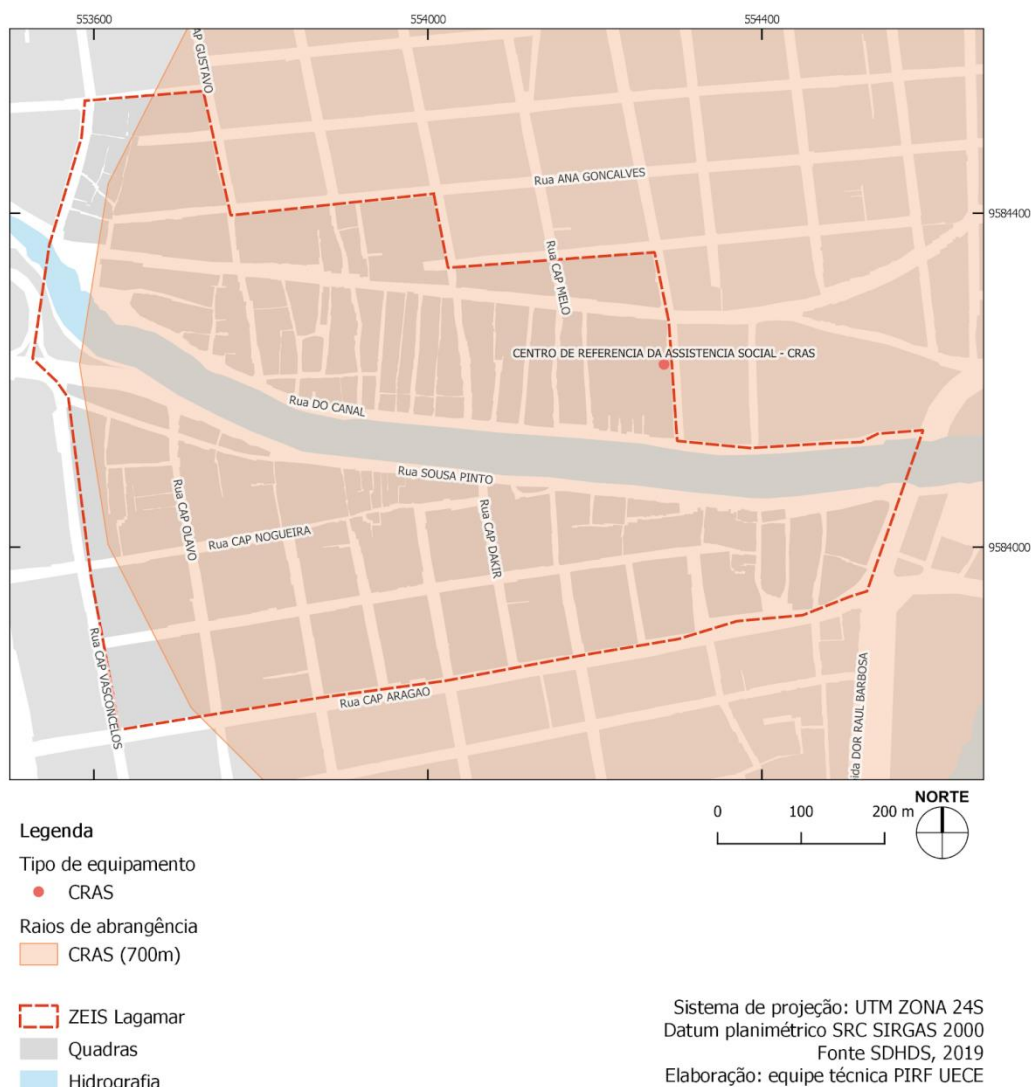 553600
554000
554400
AP GUSTAVO
Rua ANA GONCALVES
9584400
Rua CAP MELO
CENTRO DE REFERENCIA DA ASSISTENCIA SOCIAL - CRAS
Rua DO CANAL
Rua SOUSA PINTO
Rua CAP OLAVO
Rua CAP NOGUEIRA
Rua CAP DAKIR
9584000
Rua CAP VASCONCELOS
Rua CAP ARAGAO
ida DOR RAUL BARBOSA
0 100 200 m
NORTE
Legenda
Tipo de equipamento
CRAS
Raios de abrangência
CRAS (700m)
ZEIS Lagamar
Quadras
Hidrografia
Sistema de projeção: UTM ZONA 24S
Datum planimétrico SRC SIRGAS 2000
Fonte SDHDS, 2019
Elaboração: equipe técnica PIRF UECE